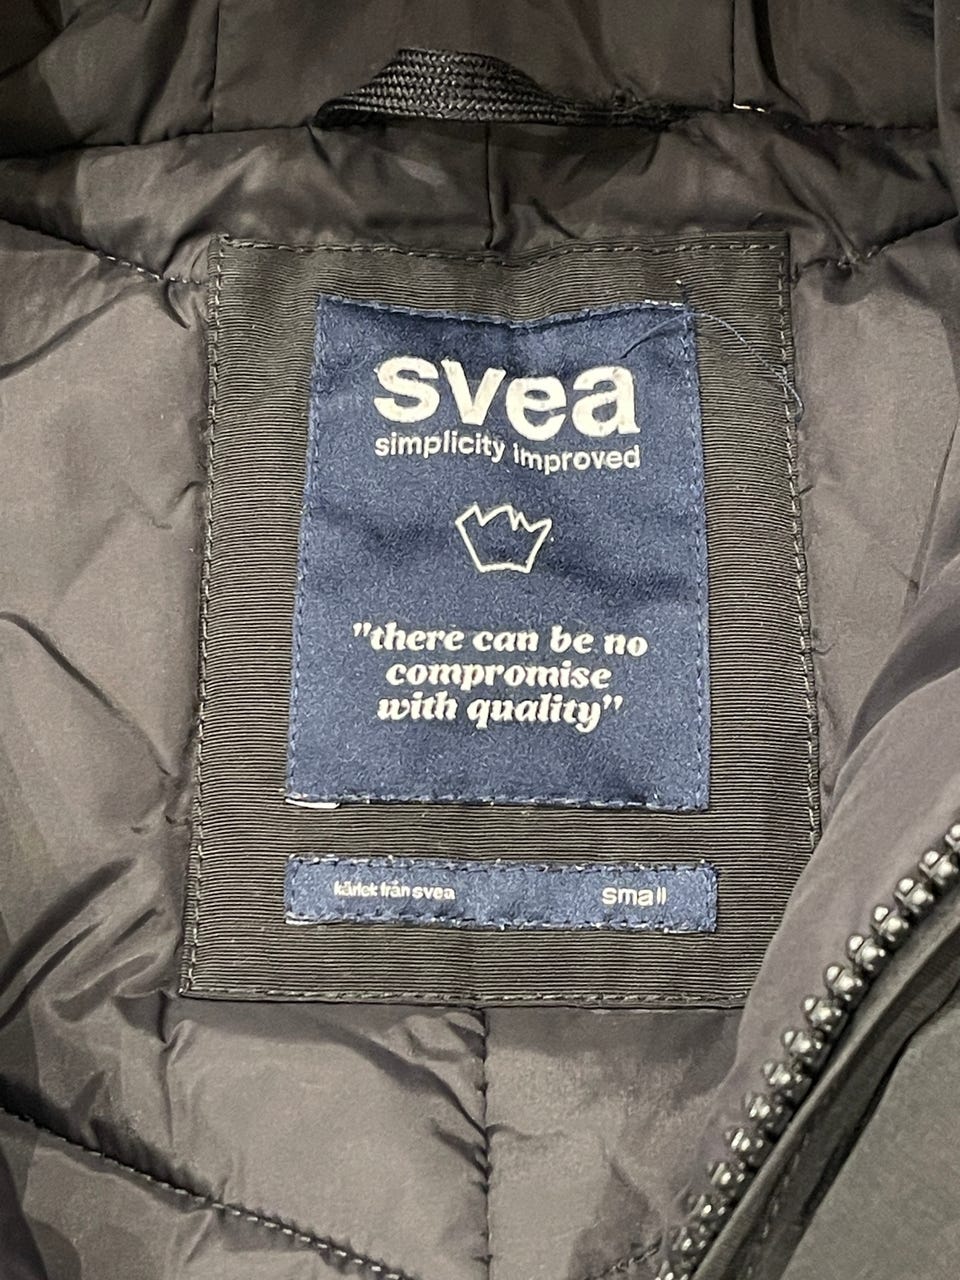 svea
simplicity improved
"there can be no
compromise
with quality"
kärlek från svea small